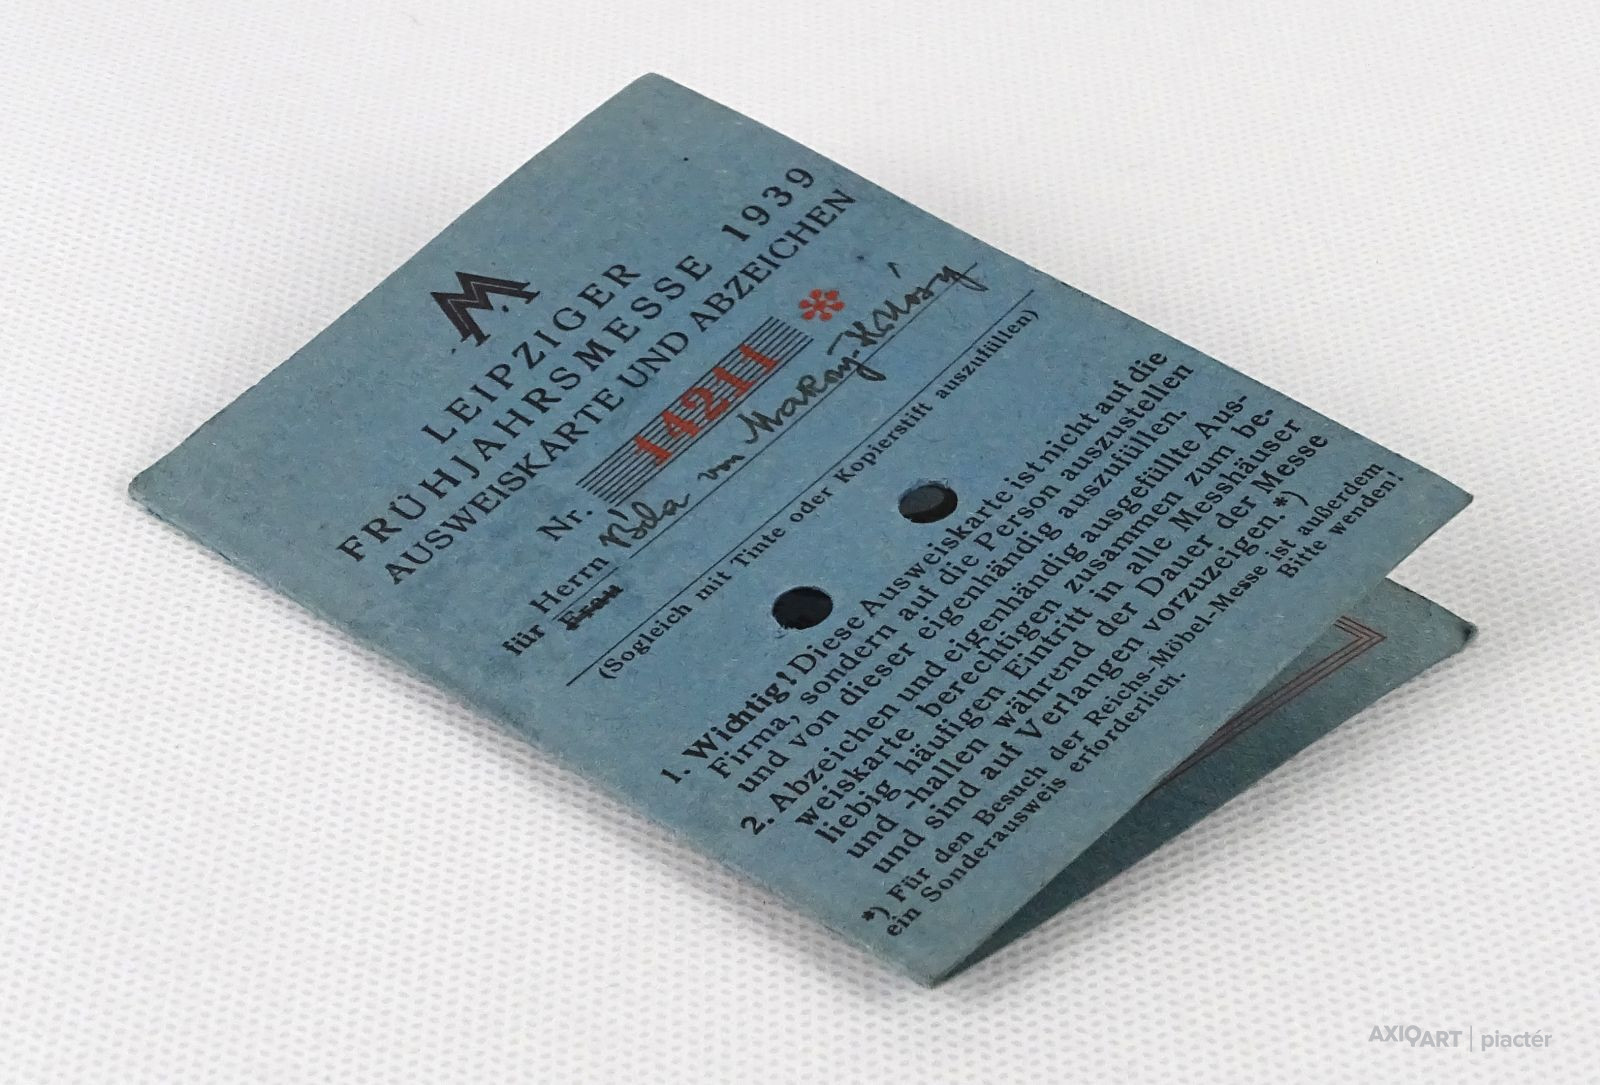 LEIPZIGER
FRÜHJAHRSMESSE 1939
AUSWEISKARTE UND ABZEICHEN
Nr. 14211 *
für Herrn Béla von Makay-Hollósy
Frau
(Sogleich mit Tinte oder Kopierstift auszufüllen)
1. Wichtig! Diese Ausweiskarte ist nicht auf die
Firma, sondern auf die Person auszustellen
und von dieser eigenhändig auszufüllen.
2. Abzeichen und eigenhändig ausgefüllte Aus-
weiskarte berechtigen zusammen zum be-
liebig häufigen Eintritt in alle Messhäuser
und -hallen während der Dauer der Messe
und sind auf Verlangen vorzuzeigen.*)
*) Für den Besuch der Reichs-Möbel-Messe ist außerdem
ein Sonderausweis erforderlich. Bitte wenden!
AXIOART | piactér